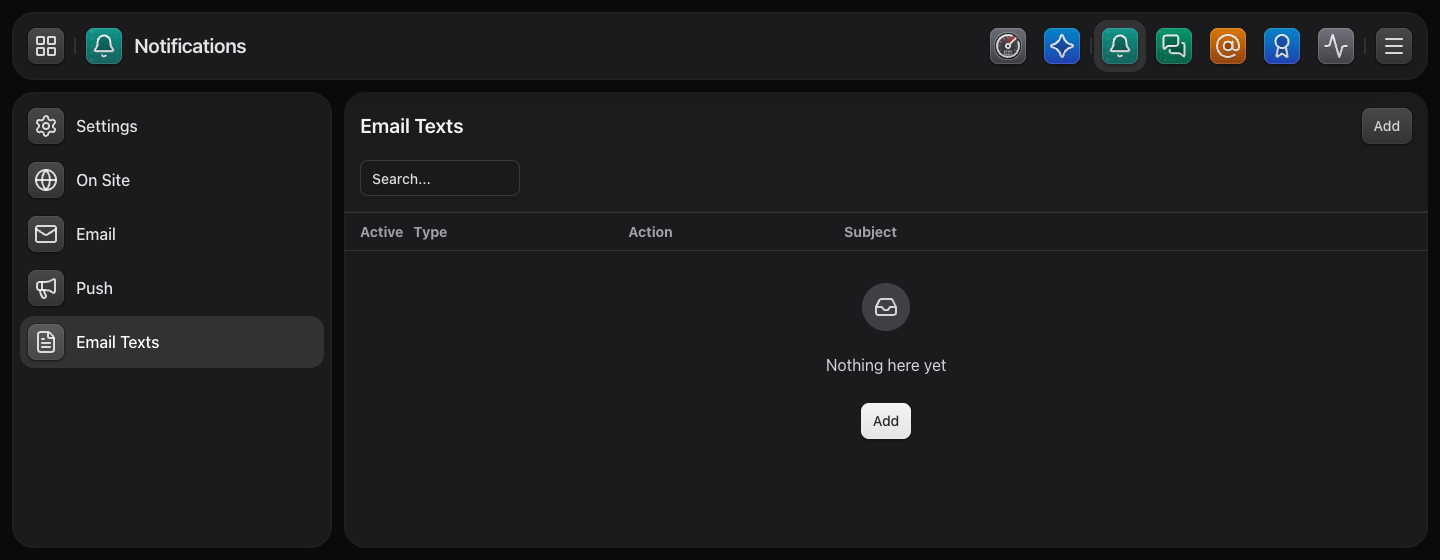 Notifications
Settings
On Site
Email
Push
Email Texts
Email Texts
Add
Search...
Active Type Action Subject
Nothing here yet
Add